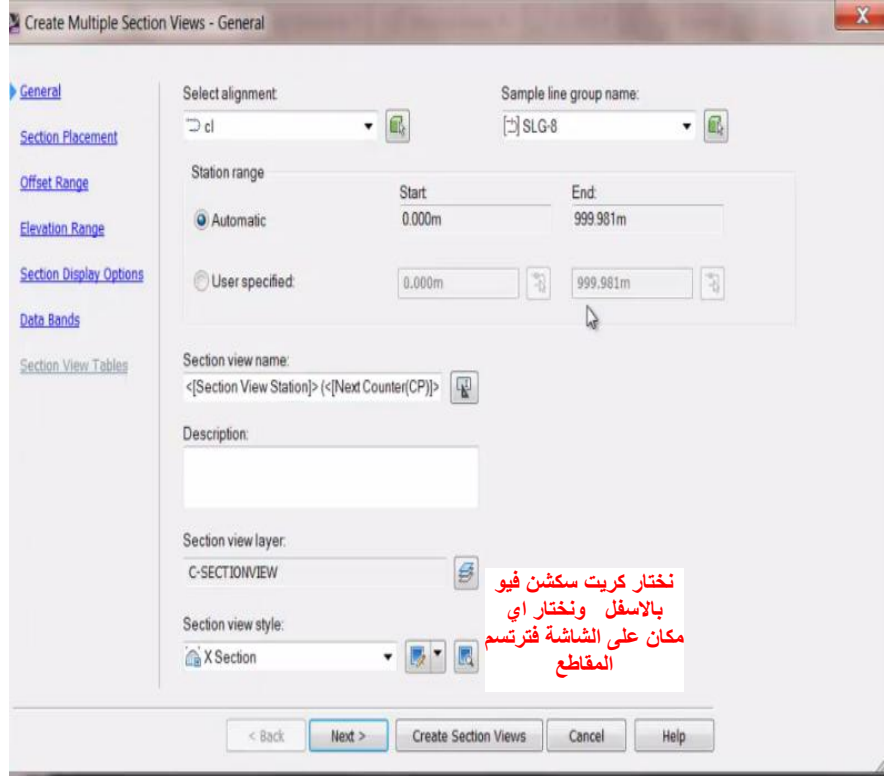 Create Multiple Section Views - General
General
Section Placement
Offset Range
Elevation Range
Section Display Options
Data Bands
Section View Tables
Select alignment:
cl
Sample line group name:
SLG-8
Station range
Start: End:
Automatic 0.000m 999.981m
User specified: 0.000m 999.981m
Section view name:
<[Section View Station]> (<[Next Counter(CP)]>
Description:
Section view layer:
C-SECTIONVIEW
Section view style:
X Section
نختار كريت سكشن فيو
بالاسفل ونختار اي
مكان على الشاشة فترتسم
المقاطع
< Back Next > Create Section Views Cancel Help